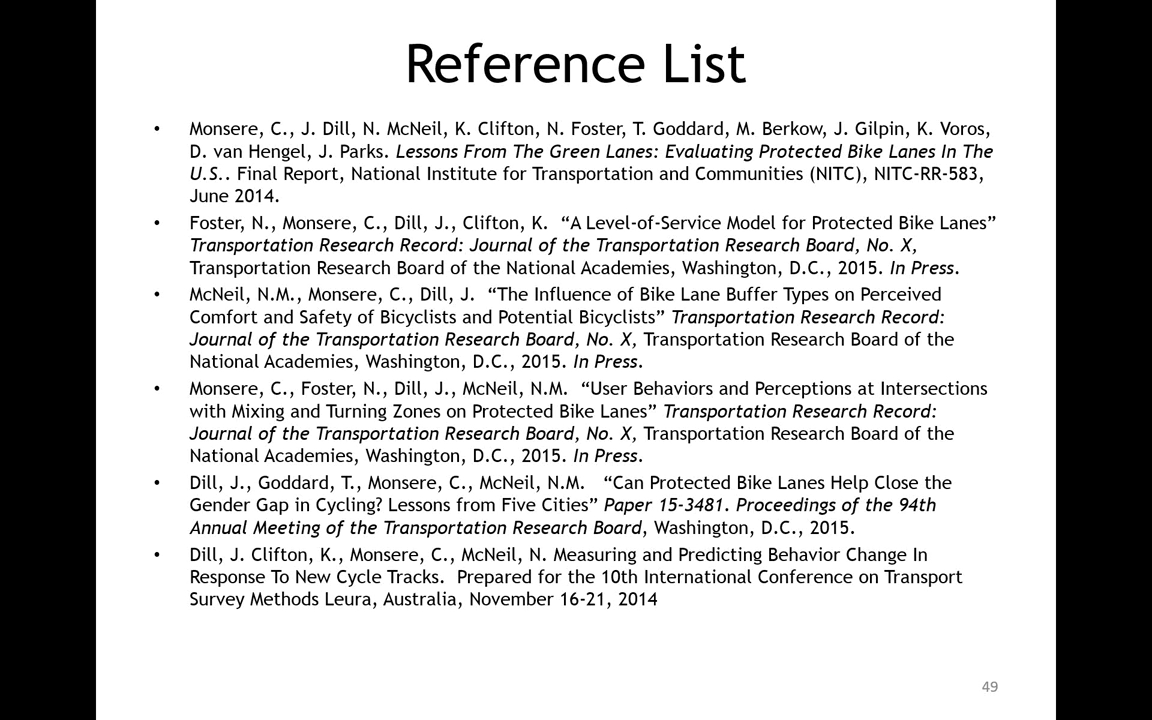 Reference List
• Monsere, C., J. Dill, N. McNeil, K. Clifton, N. Foster, T. Goddard, M. Berkow, J. Gilpin, K. Voros,
D. van Hengel, J. Parks. Lessons From The Green Lanes: Evaluating Protected Bike Lanes In The
U.S.. Final Report, National Institute for Transportation and Communities (NITC), NITC-RR-583,
June 2014.
• Foster, N., Monsere, C., Dill, J., Clifton, K.  “A Level-of-Service Model for Protected Bike Lanes”
Transportation Research Record: Journal of the Transportation Research Board, No. X,
Transportation Research Board of the National Academies, Washington, D.C., 2015. In Press.
• McNeil, N.M., Monsere, C., Dill, J.  “The Influence of Bike Lane Buffer Types on Perceived
Comfort and Safety of Bicyclists and Potential Bicyclists” Transportation Research Record:
Journal of the Transportation Research Board, No. X, Transportation Research Board of the
National Academies, Washington, D.C., 2015. In Press.
• Monsere, C., Foster, N., Dill, J., McNeil, N.M.  “User Behaviors and Perceptions at Intersections
with Mixing and Turning Zones on Protected Bike Lanes” Transportation Research Record:
Journal of the Transportation Research Board, No. X, Transportation Research Board of the
National Academies, Washington, D.C., 2015. In Press.
• Dill, J., Goddard, T., Monsere, C., McNeil, N.M.   “Can Protected Bike Lanes Help Close the
Gender Gap in Cycling? Lessons from Five Cities” Paper 15-3481. Proceedings of the 94th
Annual Meeting of the Transportation Research Board, Washington, D.C., 2015.
• Dill, J. Clifton, K., Monsere, C., McNeil, N. Measuring and Predicting Behavior Change In
Response To New Cycle Tracks.  Prepared for the 10th International Conference on Transport
Survey Methods Leura, Australia, November 16-21, 2014
49